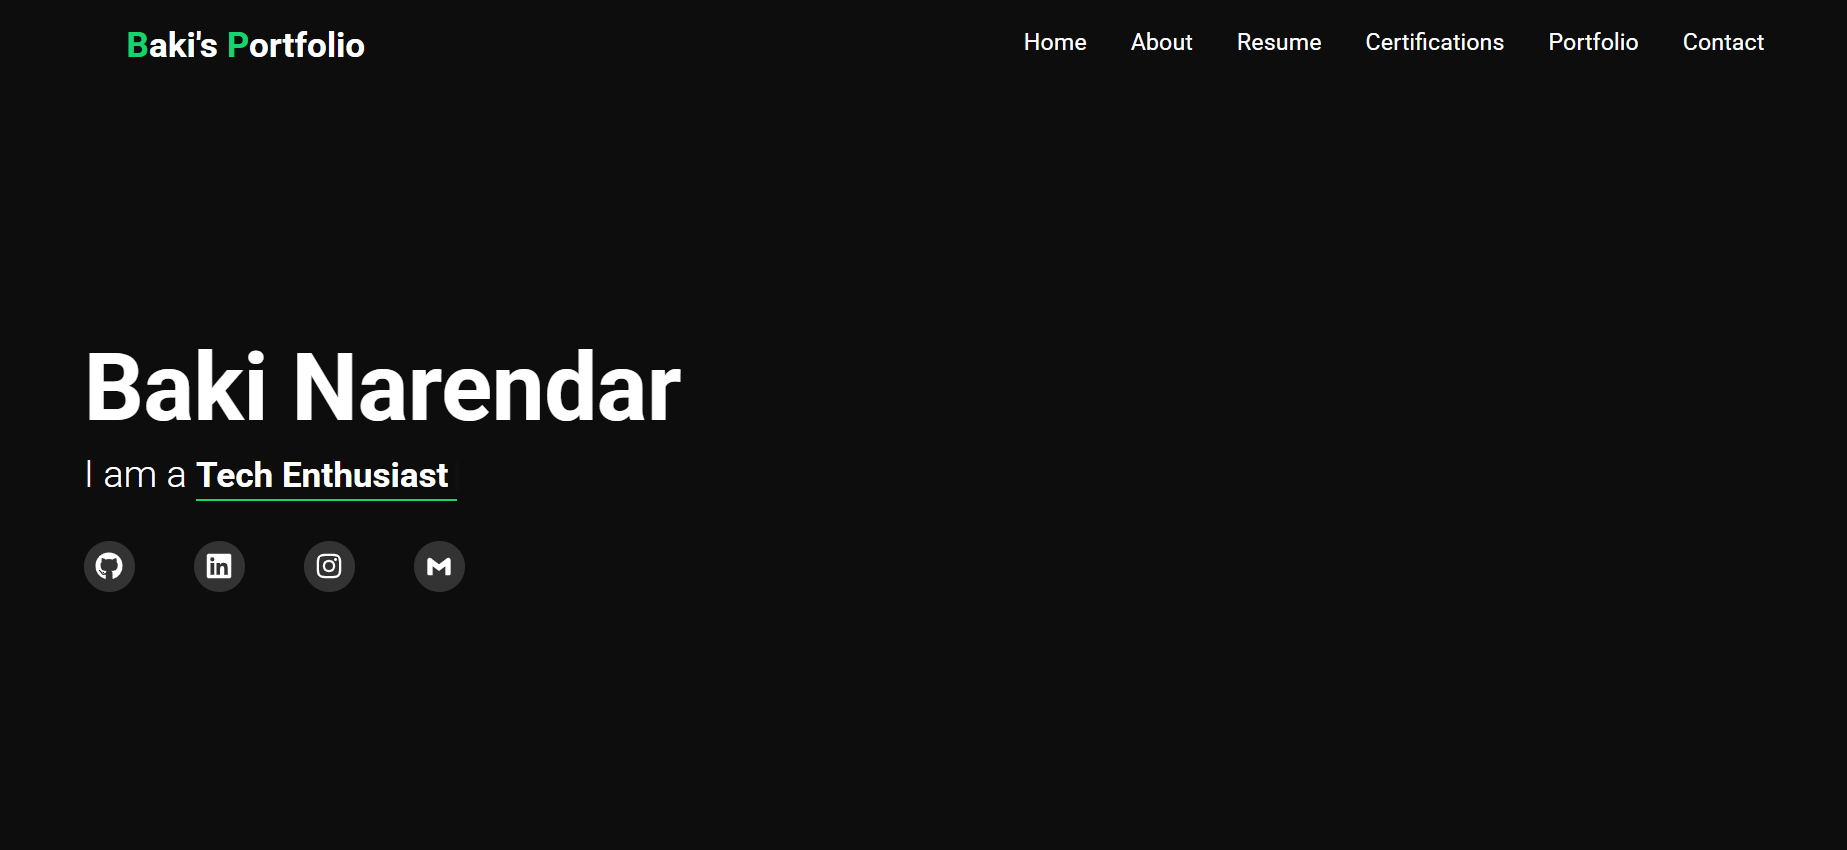 Baki's Portfolio
Home About Resume Certifications Portfolio Contact
Baki Narendar
I am a Tech Enthusiast